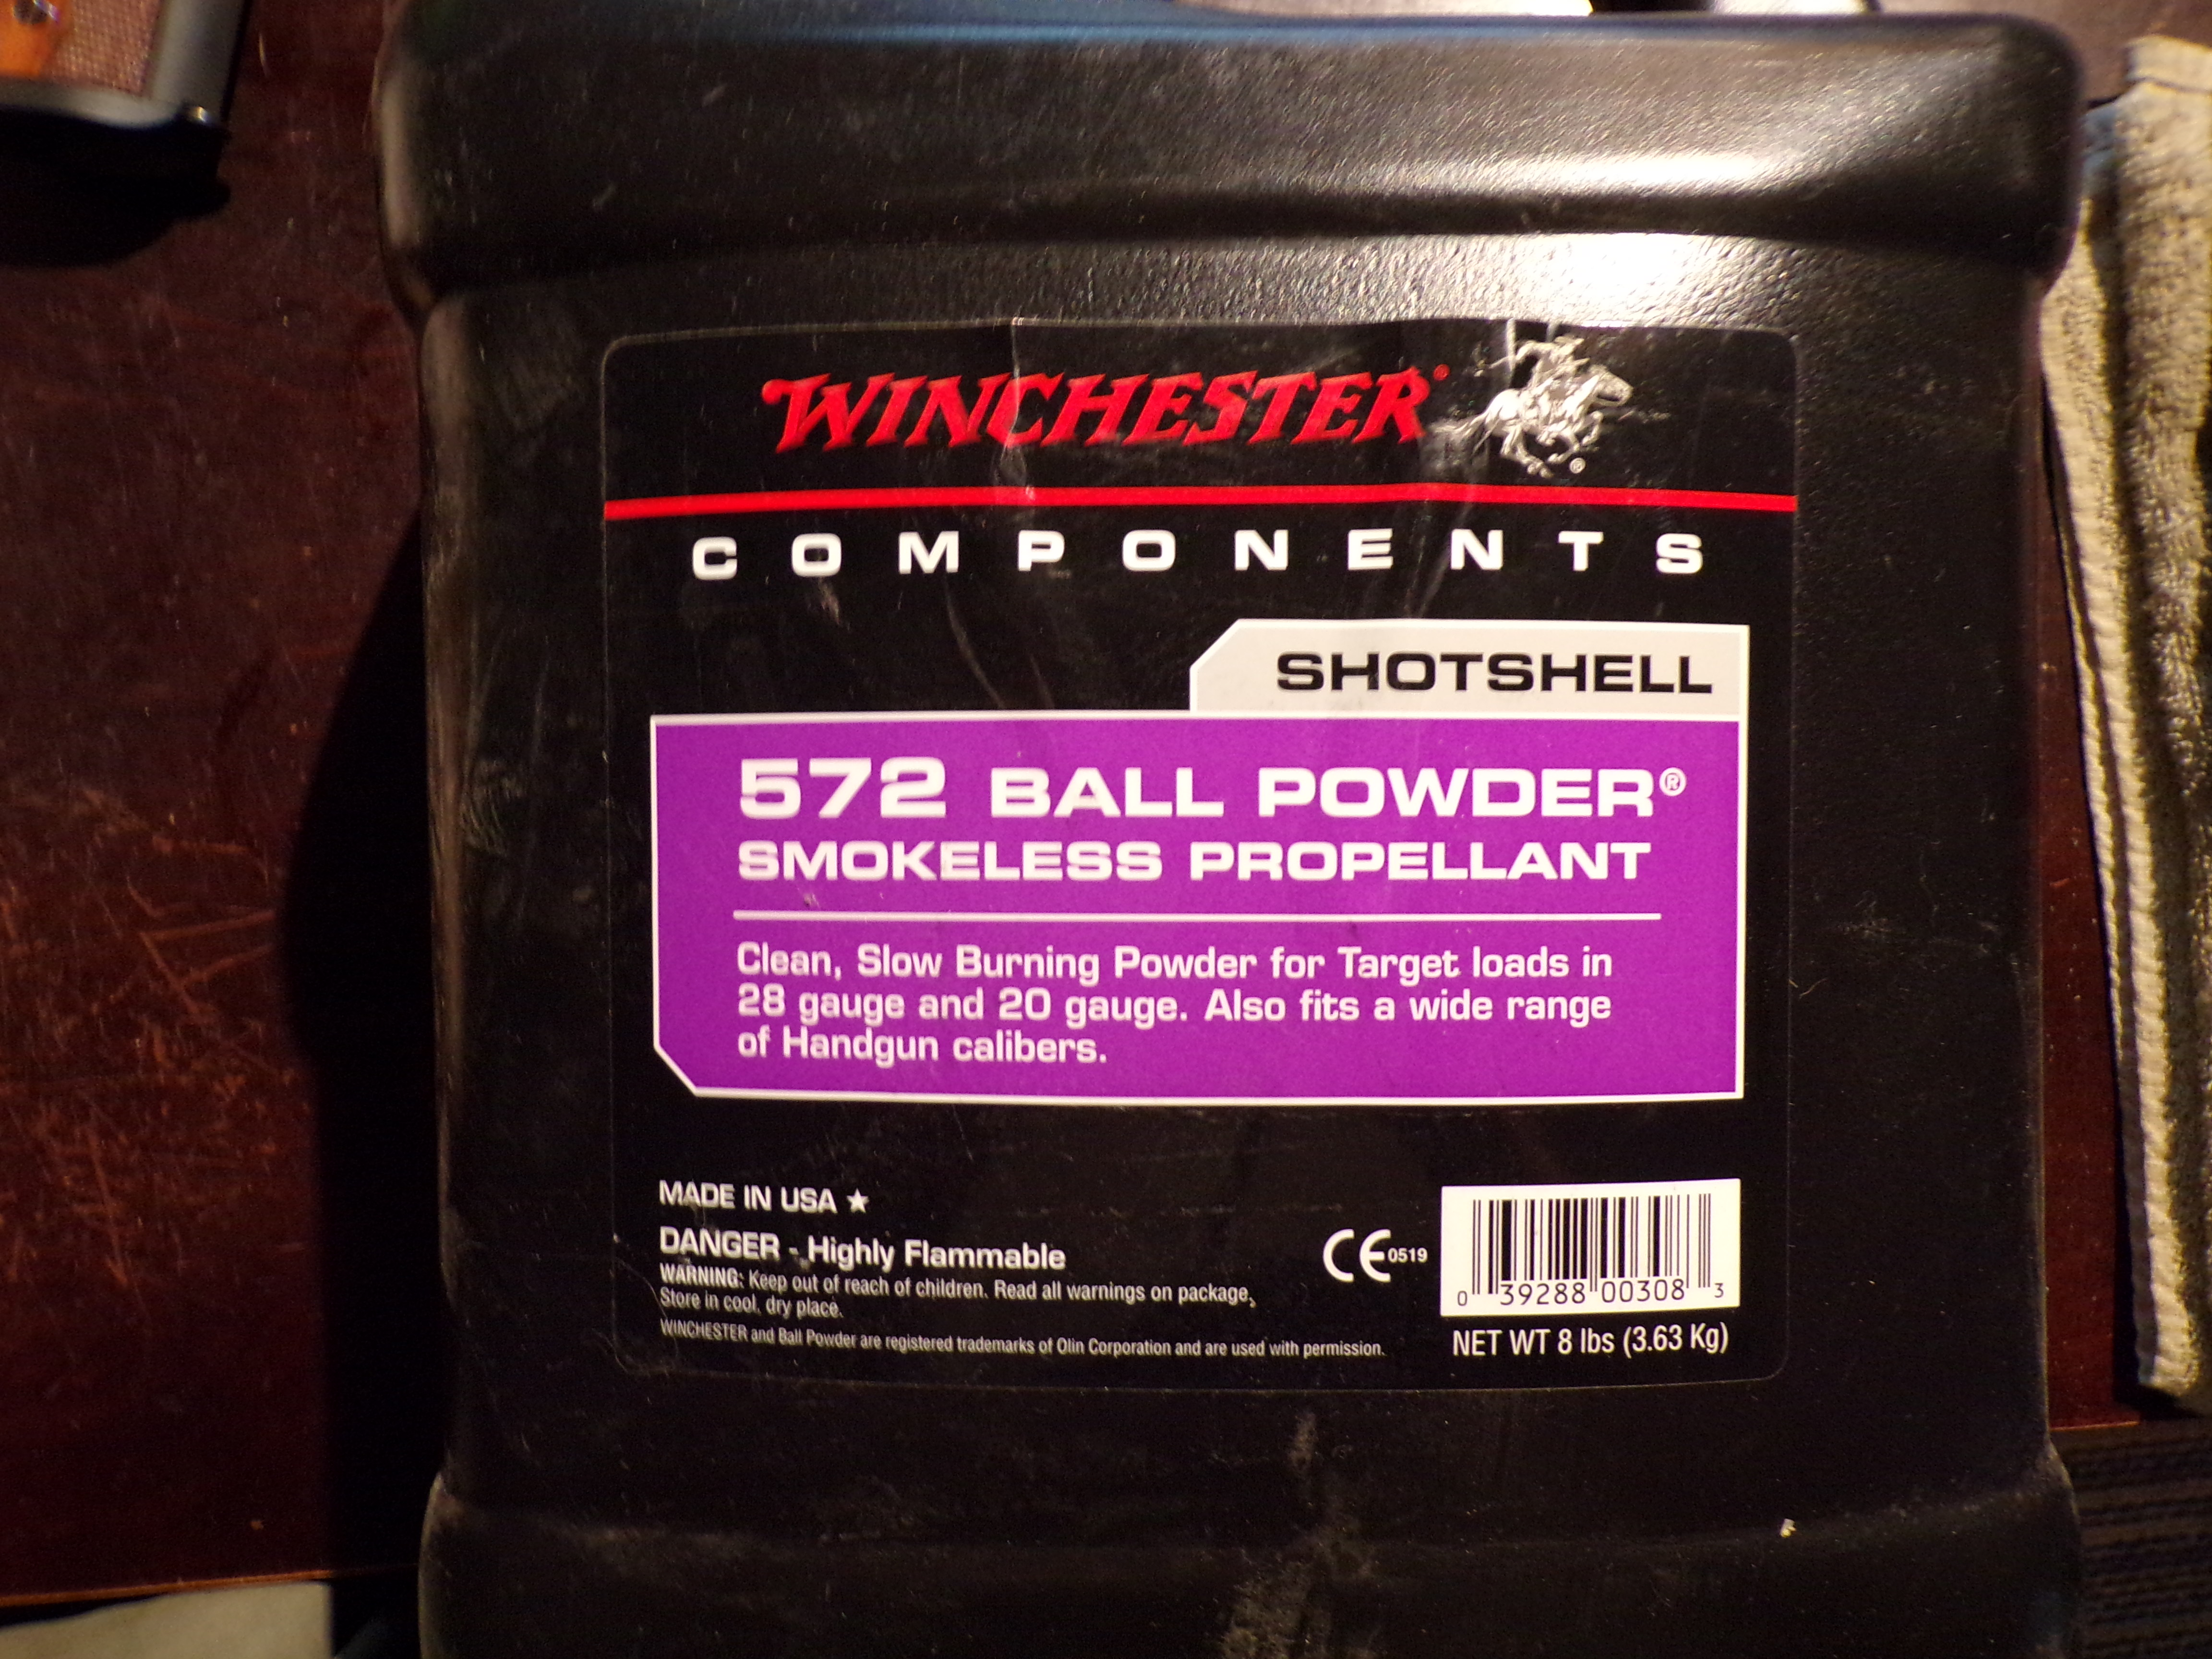 WINCHESTER®
COMPONENTS
SHOTSHELL
572 BALL POWDER®
SMOKELESS PROPELLANT
Clean, Slow Burning Powder for Target loads in
28 gauge and 20 gauge. Also fits a wide range
of Handgun calibers.
MADE IN USA ★
DANGER - Highly Flammable
WARNING: Keep out of reach of children. Read all warnings on package,
Store in cool, dry place.
WINCHESTER and Ball Powder are registered trademarks of Olin Corporation and are used with permission.
CE 0519
0 39288 00308 3
NET WT 8 lbs (3.63 Kg)